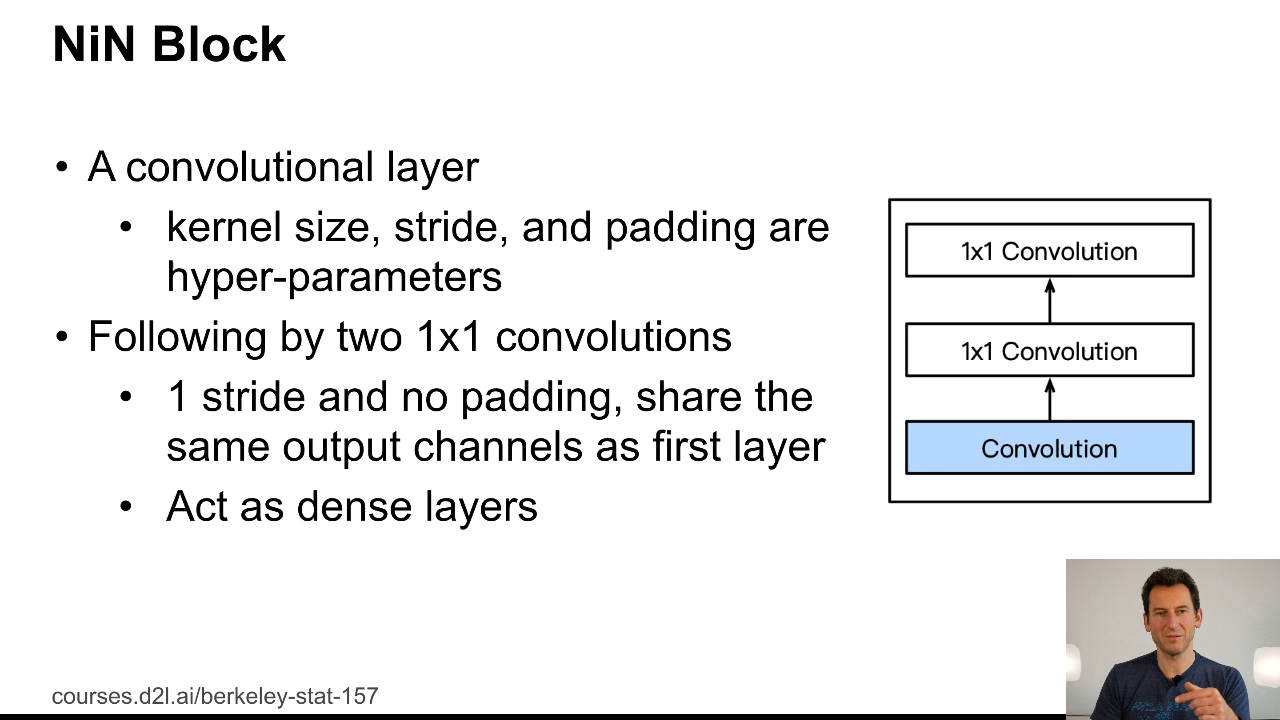 NiN Block
• A convolutional layer
• kernel size, stride, and padding are
hyper-parameters
• Following by two 1x1 convolutions
• 1 stride and no padding, share the
same output channels as first layer
• Act as dense layers
1x1 Convolution
1x1 Convolution
Convolution
courses.d2l.ai/berkeley-stat-157